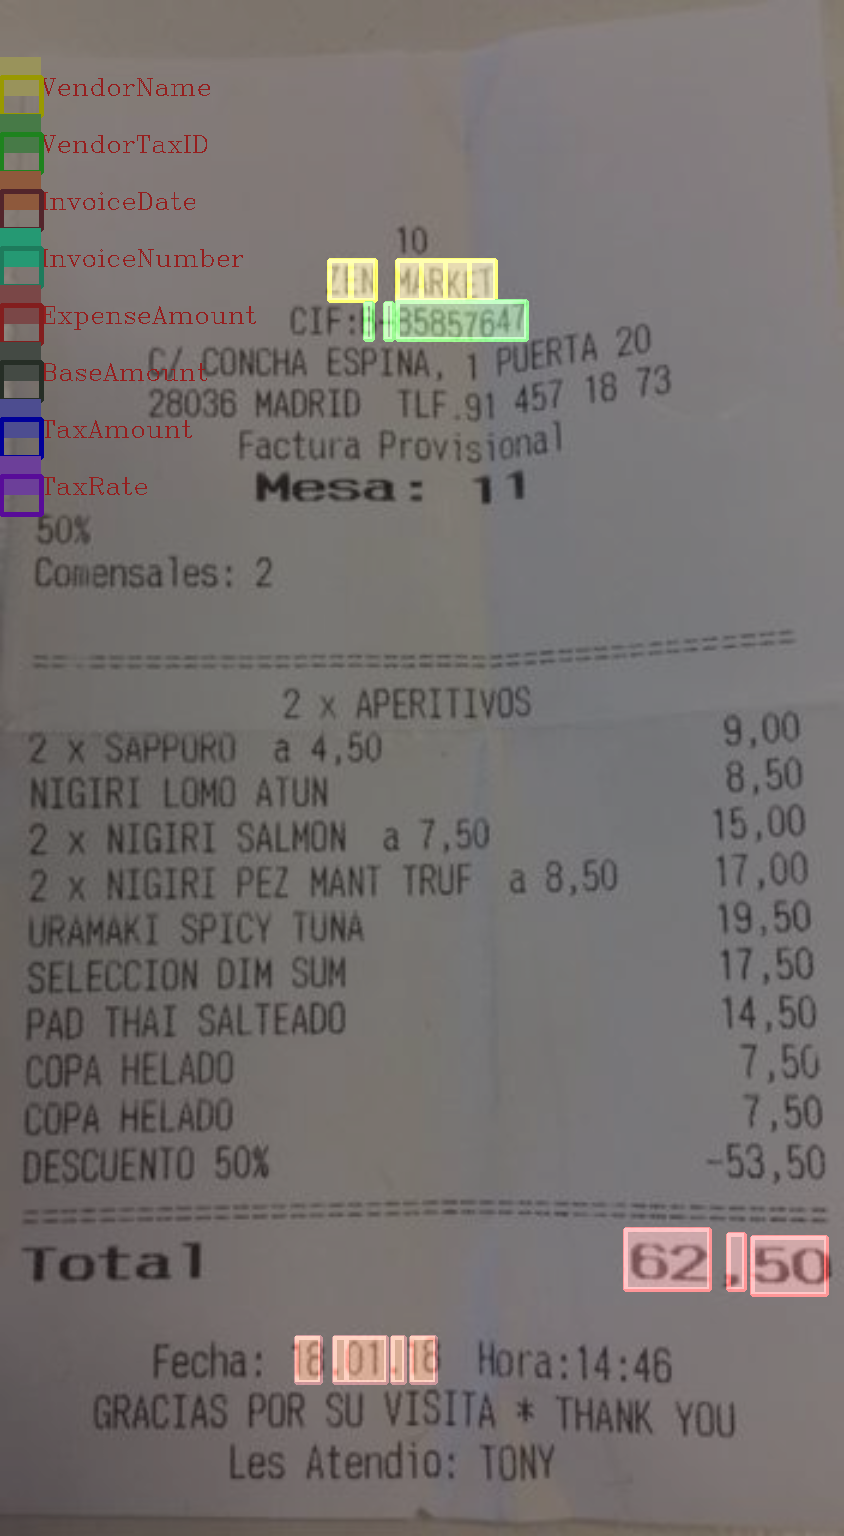 VendorName
VendorTaxID
InvoiceDate
InvoiceNumber
ExpenseAmount
BaseAmount
TaxAmount
TaxRate
10
ZEN MARKET
CIF:B-85857647
C/ CONCHA ESPINA, 1 PUERTA 20
28036 MADRID TLF.91 457 18 73
Factura Provisional
Mesa: 11
50%
Comensales: 2
2 x APERITIVOS
2 x SAPPORO a 4,50 9,00
NIGIRI LOMO ATUN 8,50
2 x NIGIRI SALMON a 7,50 15,00
2 x NIGIRI PEZ MANT TRUF a 8,50 17,00
URAMAKI SPICY TUNA 19,50
SELECCION DIM SUM 17,50
PAD THAI SALTEADO 14,50
COPA HELADO 7,50
COPA HELADO 7,50
DESCUENTO 50% -53,50
Total 62.50
Fecha: 18.01.18 Hora:14:46
GRACIAS POR SU VISITA * THANK YOU
Les Atendio: TONY